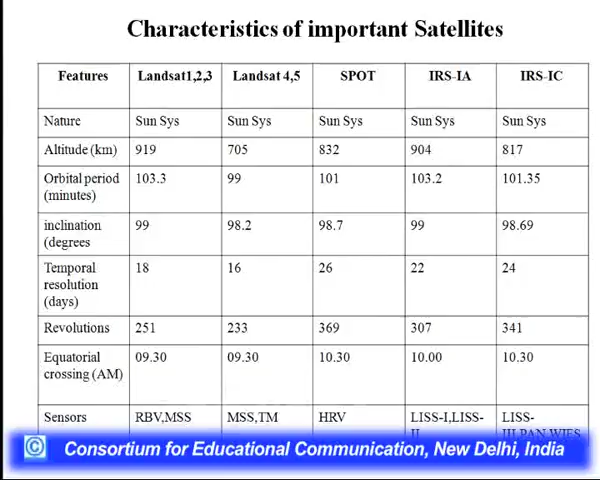 Characteristics of important Satellites
Features Landsat1,2,3 Landsat 4,5 SPOT IRS-IA IRS-IC
Nature Sun Sys Sun Sys Sun Sys Sun Sys Sun Sys
Altitude (km) 919 705 832 904 817
Orbital period (minutes) 103.3 99 101 103.2 101.35
inclination (degrees 99 98.2 98.7 99 98.69
Temporal resolution (days) 18 16 26 22 24
Revolutions 251 233 369 307 341
Equatorial crossing (AM) 09.30 09.30 10.30 10.00 10.30
Sensors RBV,MSS MSS,TM HRV LISS-I,LISS-II LISS-III,PAN,WIFS
© Consortium for Educational Communication, New Delhi, India